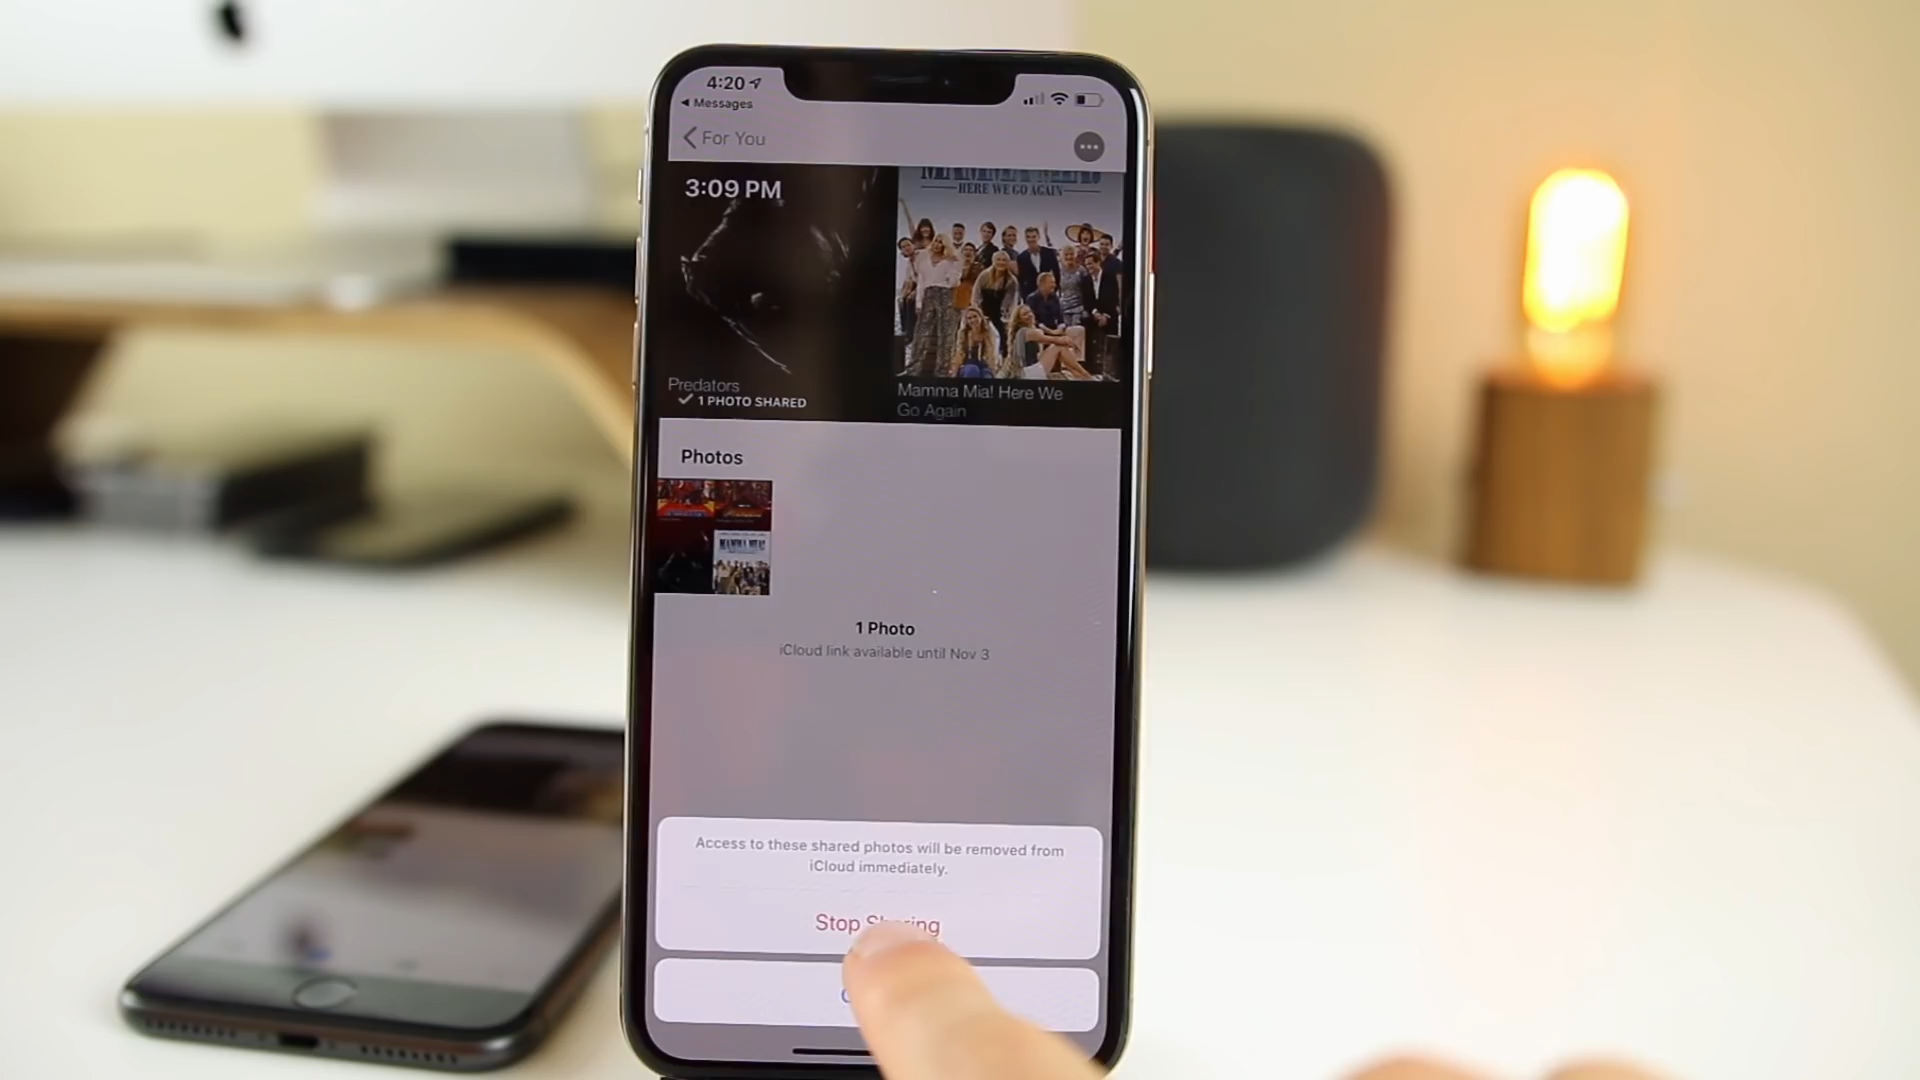 4:20
Messages
For You
3:09 PM
HERE WE GO AGAIN
Predators
1 PHOTO SHARED
Mamma Mia! Here We
Go Again
Photos
MAMMA MIA!
1 Photo
iCloud link available until Nov 3
Access to these shared photos will be removed from
iCloud immediately.
Stop Sharing